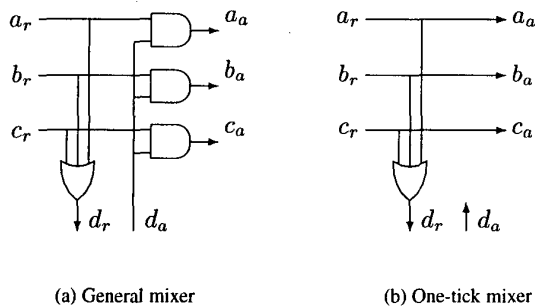 a_r a_a a_r a_a
b_r b_a b_r b_a
c_r c_a c_r c_a
d_r d_a d_r d_a
(a) General mixer (b) One-tick mixer